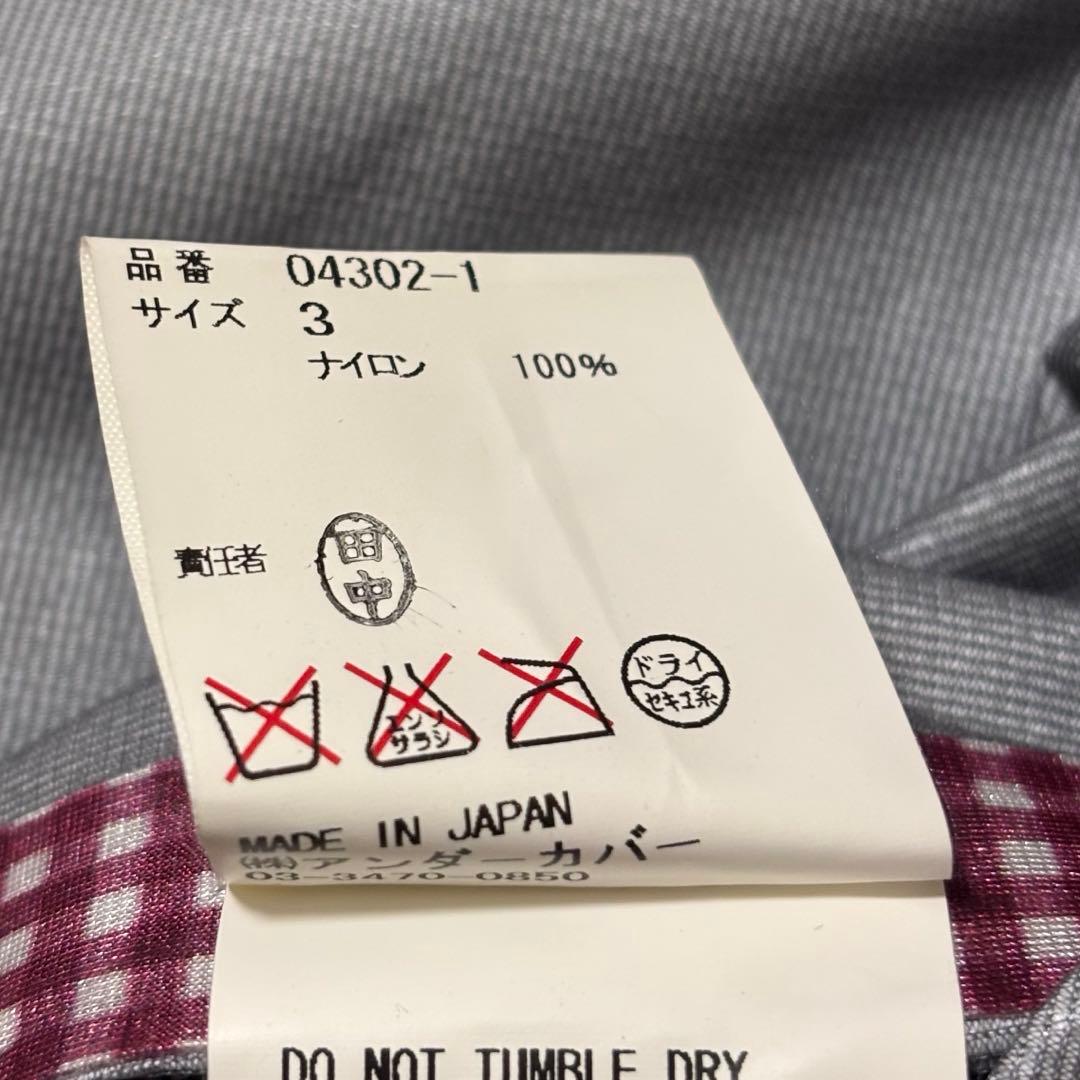 品番 04302-1
サイズ 3
ナイロン 100%
責任者 田中
エンソ
サラシ
ドライ
セキユ系
MADE IN JAPAN
(株)アンダーカバー
03-3470-0850
DO NOT TUMBLE DRY